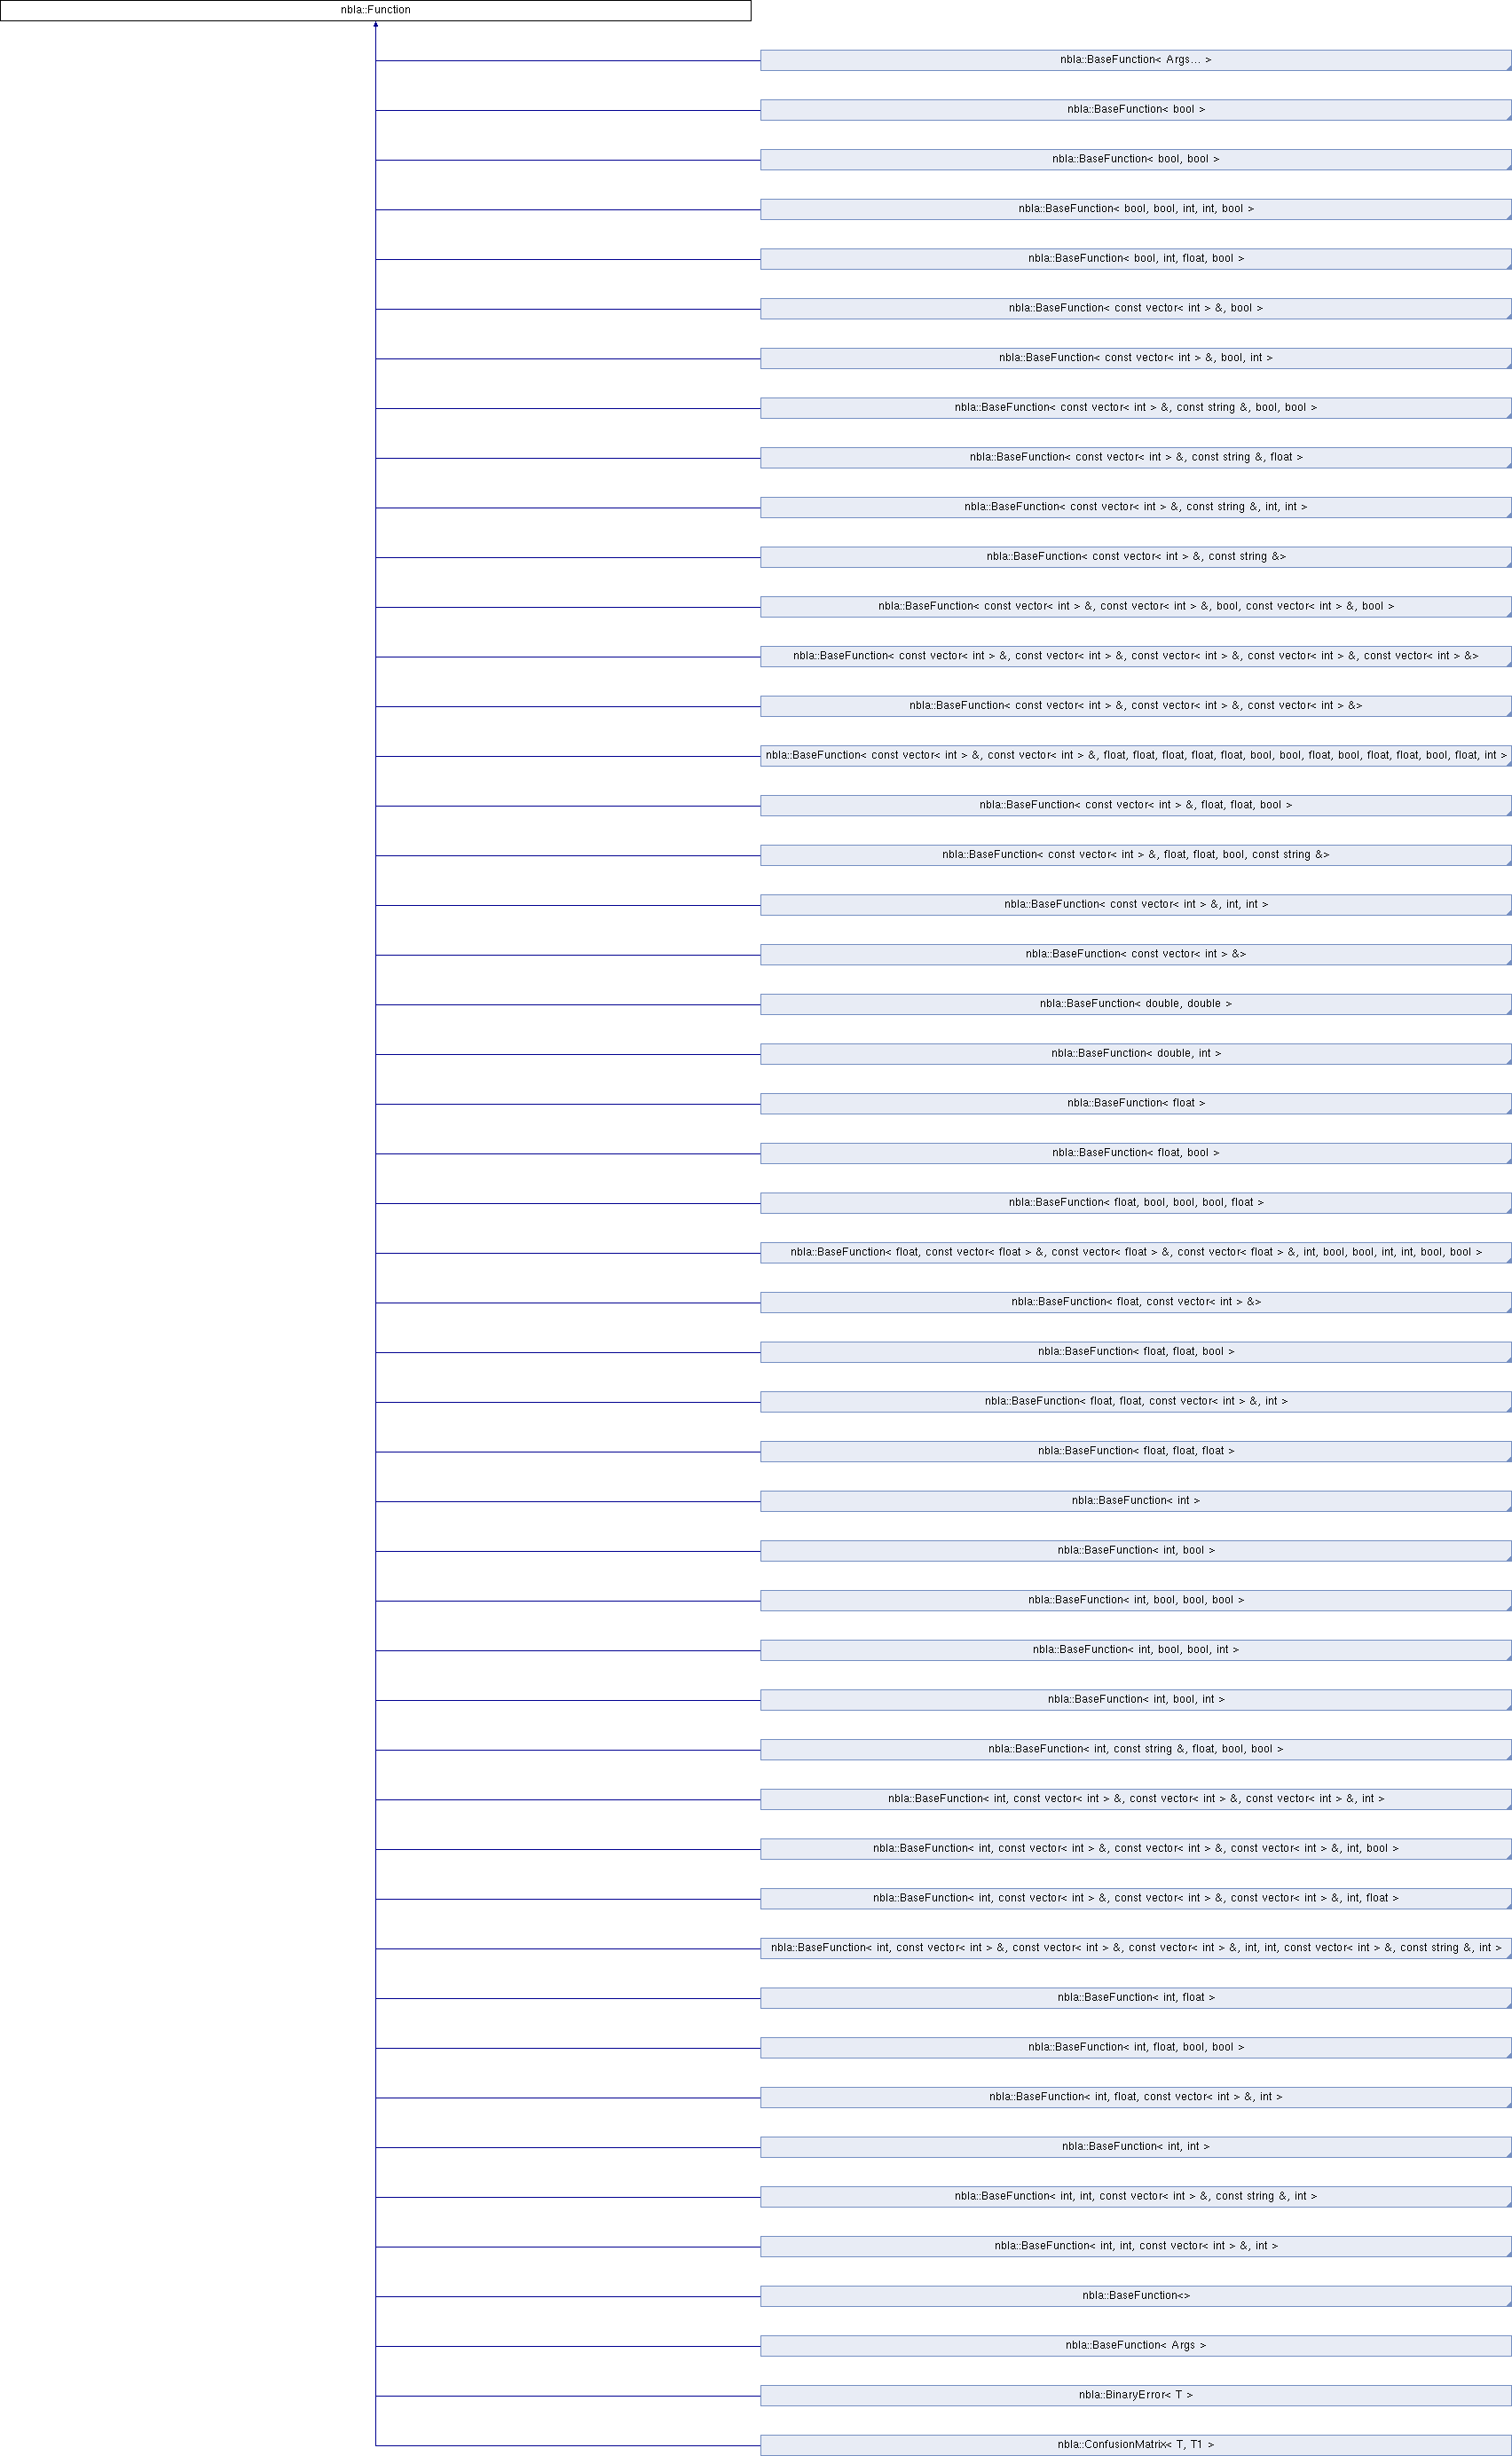 nbla::Function
nbla::BaseFunction< Args... >
nbla::BaseFunction< bool >
nbla::BaseFunction< bool, bool >
nbla::BaseFunction< bool, bool, int, int, bool >
nbla::BaseFunction< bool, int, float, bool >
nbla::BaseFunction< const vector< int > &, bool >
nbla::BaseFunction< const vector< int > &, bool, int >
nbla::BaseFunction< const vector< int > &, const string &, bool, bool >
nbla::BaseFunction< const vector< int > &, const string &, float >
nbla::BaseFunction< const vector< int > &, const string &, int, int >
nbla::BaseFunction< const vector< int > &, const string &>
nbla::BaseFunction< const vector< int > &, const vector< int > &, bool, const vector< int > &, bool >
nbla::BaseFunction< const vector< int > &, const vector< int > &, const vector< int > &, const vector< int > &, const vector< int > &>
nbla::BaseFunction< const vector< int > &, const vector< int > &, const vector< int > &>
nbla::BaseFunction< const vector< int > &, const vector< int > &, float, float, float, float, float, bool, bool, float, bool, float, float, bool, float, int >
nbla::BaseFunction< const vector< int > &, float, float, bool >
nbla::BaseFunction< const vector< int > &, float, float, bool, const string &>
nbla::BaseFunction< const vector< int > &, int, int >
nbla::BaseFunction< const vector< int > &>
nbla::BaseFunction< double, double >
nbla::BaseFunction< double, int >
nbla::BaseFunction< float >
nbla::BaseFunction< float, bool >
nbla::BaseFunction< float, bool, bool, bool, float >
nbla::BaseFunction< float, const vector< float > &, const vector< float > &, const vector< float > &, int, bool, bool, int, int, bool, bool >
nbla::BaseFunction< float, const vector< int > &>
nbla::BaseFunction< float, float, bool >
nbla::BaseFunction< float, float, const vector< int > &, int >
nbla::BaseFunction< float, float, float >
nbla::BaseFunction< int >
nbla::BaseFunction< int, bool >
nbla::BaseFunction< int, bool, bool, bool >
nbla::BaseFunction< int, bool, bool, int >
nbla::BaseFunction< int, bool, int >
nbla::BaseFunction< int, const string &, float, bool, bool >
nbla::BaseFunction< int, const vector< int > &, const vector< int > &, const vector< int > &, int >
nbla::BaseFunction< int, const vector< int > &, const vector< int > &, const vector< int > &, int, bool >
nbla::BaseFunction< int, const vector< int > &, const vector< int > &, const vector< int > &, int, float >
nbla::BaseFunction< int, const vector< int > &, const vector< int > &, const vector< int > &, int, int, const vector< int > &, const string &, int >
nbla::BaseFunction< int, float >
nbla::BaseFunction< int, float, bool, bool >
nbla::BaseFunction< int, float, const vector< int > &, int >
nbla::BaseFunction< int, int >
nbla::BaseFunction< int, int, const vector< int > &, const string &, int >
nbla::BaseFunction< int, int, const vector< int > &, int >
nbla::BaseFunction<>
nbla::BaseFunction< Args >
nbla::BinaryError< T >
nbla::ConfusionMatrix< T, T1 >